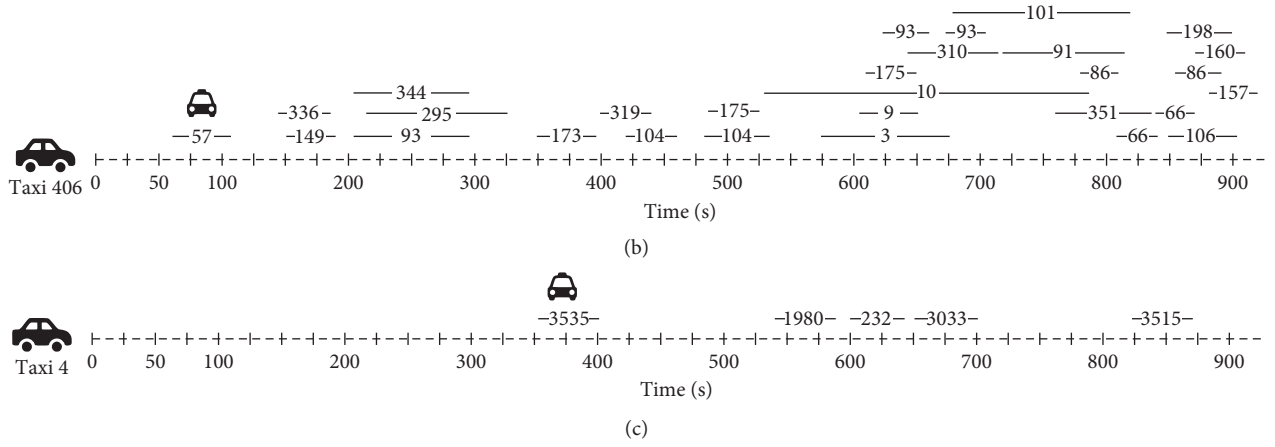 101
93 93 198
310 91 160
175 86 86
344 10 157
336 295 319 175 9 351 66
57 149 93 173 104 104 3 66 106
Taxi 406
0 50 100 200 300 400 500 600 700 800 900
Time (s)
(b)
3535 1980 232 3033 3515
Taxi 4
0 50 100 200 300 400 500 600 700 800 900
Time (s)
(c)